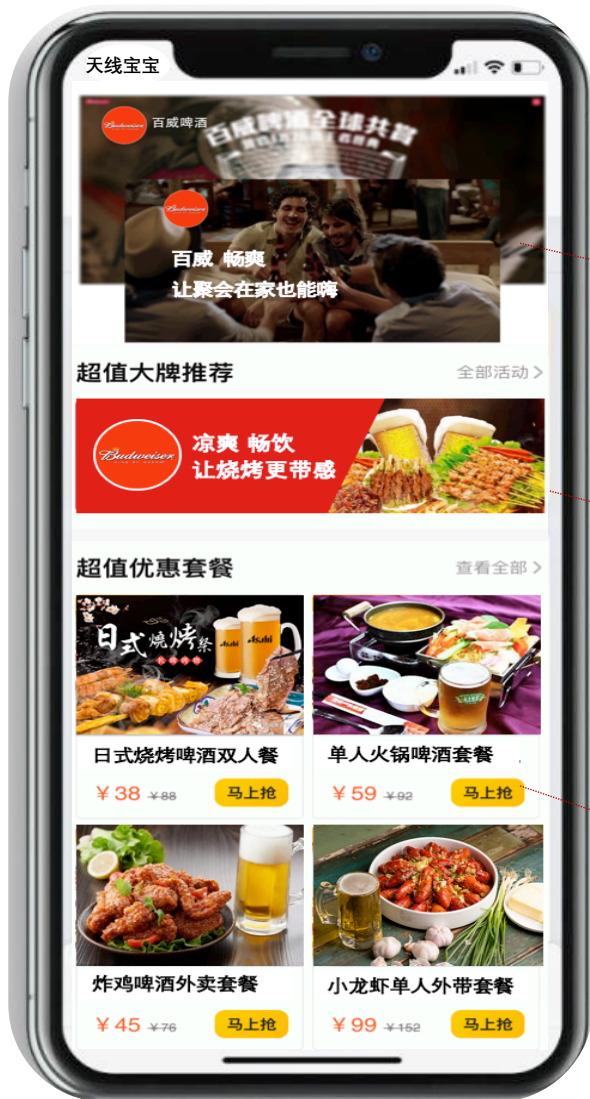 天线宝宝
Budweiser
百威啤酒
百威啤酒全球共赏
Budweiser
百威 畅爽
让聚会在家也能嗨
超值大牌推荐
全部活动 >
Budweiser
凉爽 畅饮
让烧烤更带感
超值优惠套餐
查看全部 >
日式燒烤祭
Asahi
Asahi
日式烧烤啤酒双人餐
单人火锅啤酒套餐
￥38 ￥88
马上抢
￥59 ￥92
马上抢
炸鸡啤酒外卖套餐
小龙虾单人外带套餐
￥45 ￥76
马上抢
￥99 ￥152
马上抢